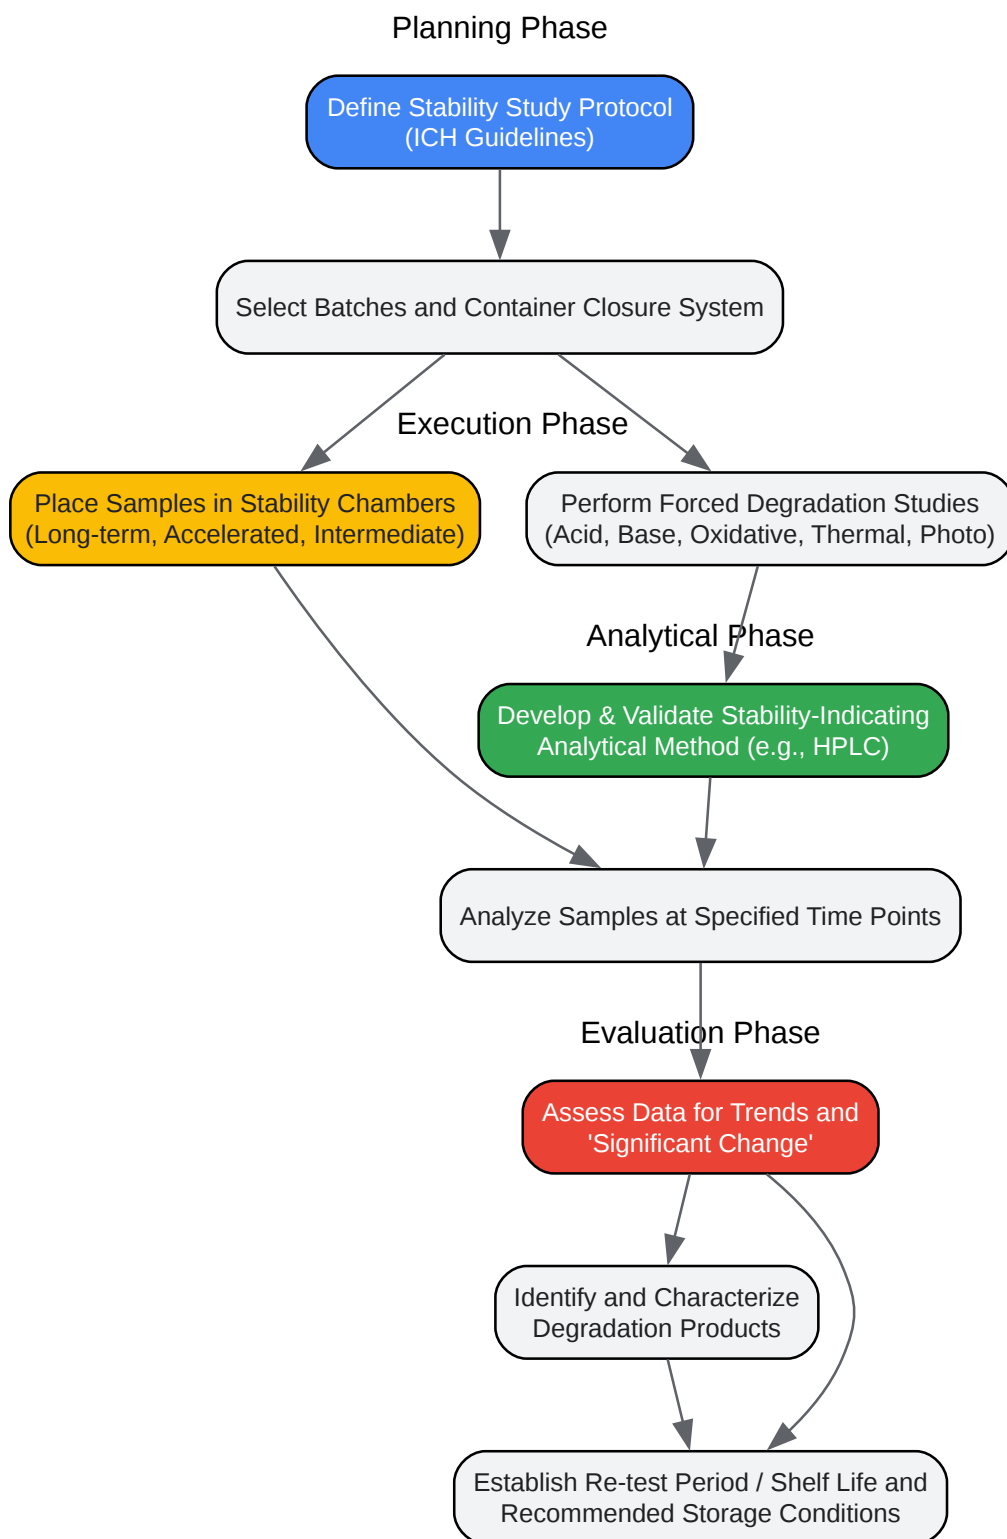 Planning Phase
Define Stability Study Protocol
(ICH Guidelines)
Select Batches and Container Closure System
Execution Phase
Place Samples in Stability Chambers
(Long-term, Accelerated, Intermediate)
Perform Forced Degradation Studies
(Acid, Base, Oxidative, Thermal, Photo)
Analytical Phase
Develop & Validate Stability-Indicating
Analytical Method (e.g., HPLC)
Analyze Samples at Specified Time Points
Evaluation Phase
Assess Data for Trends and
'Significant Change'
Identify and Characterize
Degradation Products
Establish Re-test Period / Shelf Life and
Recommended Storage Conditions